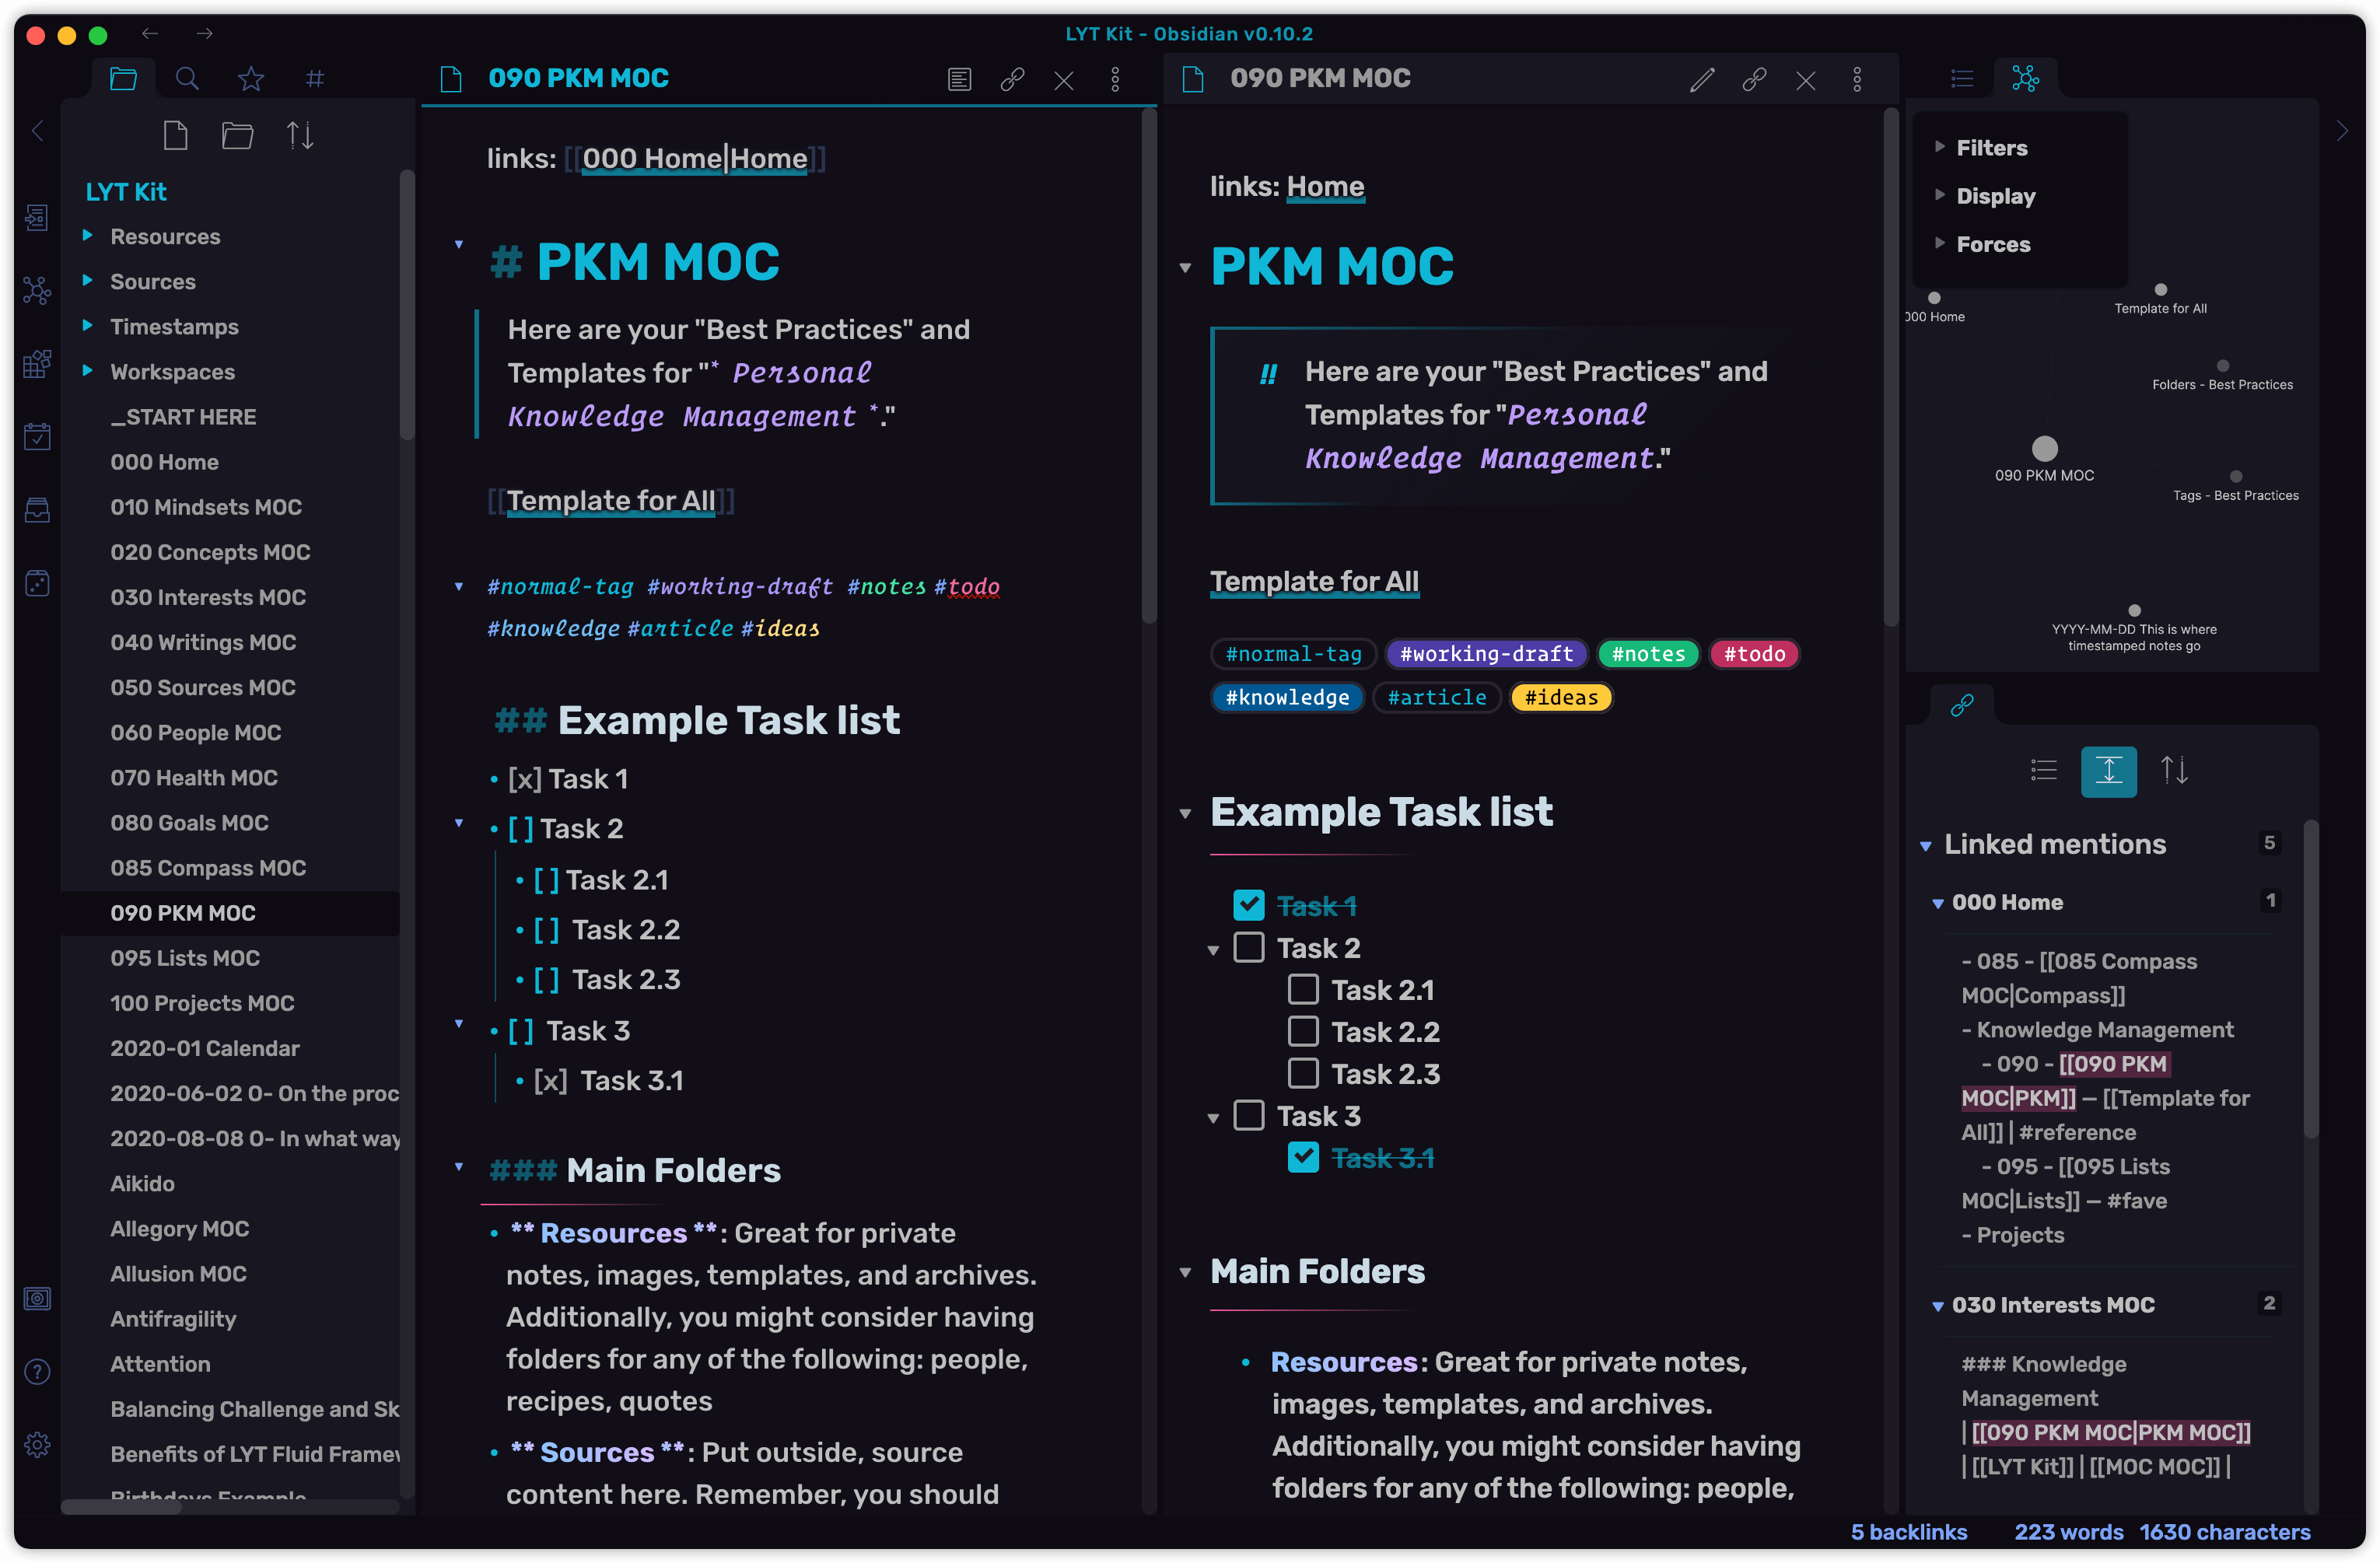 LYT Kit - Obsidian v0.10.2
LYT Kit
Resources
Sources
Timestamps
Workspaces
_START HERE
000 Home
010 Mindsets MOC
020 Concepts MOC
030 Interests MOC
040 Writings MOC
050 Sources MOC
060 People MOC
070 Health MOC
080 Goals MOC
085 Compass MOC
090 PKM MOC
095 Lists MOC
100 Projects MOC
2020-01 Calendar
2020-06-02 O- On the proc
2020-08-08 O- In what way
Aikido
Allegory MOC
Allusion MOC
Antifragility
Attention
Balancing Challenge and Sk
Benefits of LYT Fluid Framew
Birthdays Example
090 PKM MOC
links: [[000 Home|Home]]
# PKM MOC
Here are your "Best Practices" and
Templates for "* Personal
Knowledge Management *."
[[Template for All]]
#normal-tag #working-draft #notes #todo
#knowledge #article #ideas
## Example Task list
• [x] Task 1
• [ ] Task 2
• [ ] Task 2.1
• [ ] Task 2.2
• [ ] Task 2.3
• [ ] Task 3
• [x] Task 3.1
### Main Folders
• ** Resources **: Great for private
notes, images, templates, and archives.
Additionally, you might consider having
folders for any of the following: people,
recipes, quotes
• ** Sources **: Put outside, source
content here. Remember, you should
090 PKM MOC
links: Home
PKM MOC
‼ Here are your "Best Practices" and
Templates for "Personal
Knowledge Management."
Template for All
#normal-tag #working-draft #notes #todo
#knowledge #article #ideas
Example Task list
Task 1
Task 2
Task 2.1
Task 2.2
Task 2.3
Task 3
Task 3.1
Main Folders
• Resources: Great for private notes,
images, templates, and archives.
Additionally, you might consider having
folders for any of the following: people,
Filters
Display
Forces
000 Home
Template for All
Folders - Best Practices
090 PKM MOC
Tags - Best Practices
YYYY-MM-DD This is where
timestamped notes go
Linked mentions 5
000 Home 1
- 085 - [[085 Compass
MOC|Compass]]
- Knowledge Management
- 090 - [[090 PKM
MOC|PKM]] — [[Template for
All]] | #reference
- 095 - [[095 Lists
MOC|Lists]] — #fave
- Projects
030 Interests MOC 2
### Knowledge
Management
| [[090 PKM MOC|PKM MOC]]
| [[LYT Kit]] | [[MOC MOC]] |
5 backlinks 223 words 1630 characters